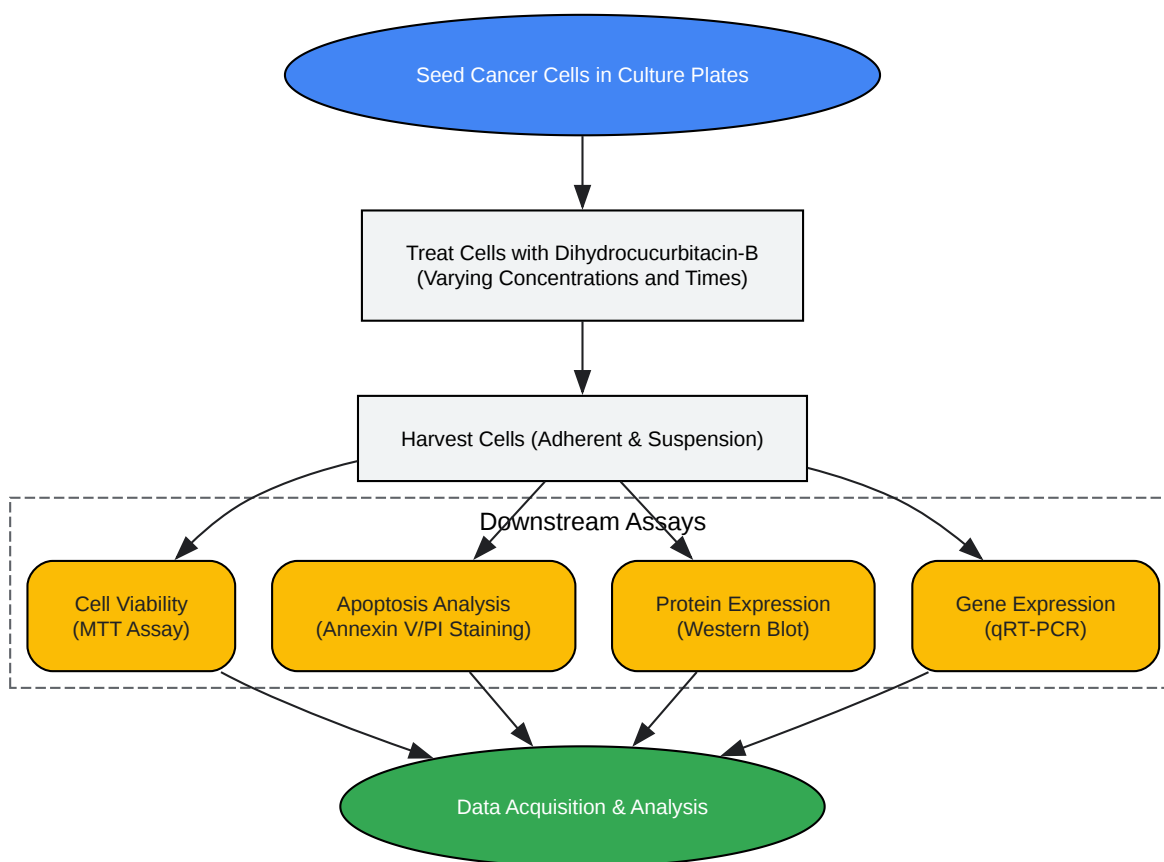 Seed Cancer Cells in Culture Plates
Treat Cells with Dihydrocucurbitacin-B
(Varying Concentrations and Times)
Harvest Cells (Adherent & Suspension)
Downstream Assays
Cell Viability
(MTT Assay)
Apoptosis Analysis
(Annexin V/PI Staining)
Protein Expression
(Western Blot)
Gene Expression
(qRT-PCR)
Data Acquisition & Analysis